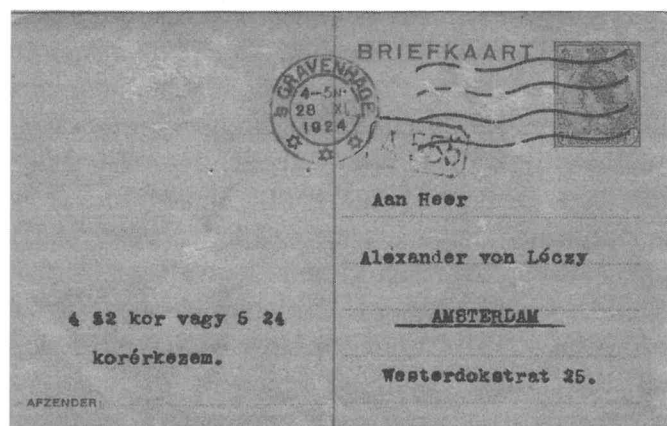 BRIEFKAART
'S GRAVENHAGE
4-5N
28 XI
1924
Aan Heer
Alexander von Lóczy
AMSTERDAM
Westerdokstrat 25.
4 52 kor vagy 5 24
korérkezem.
AFZENDER: